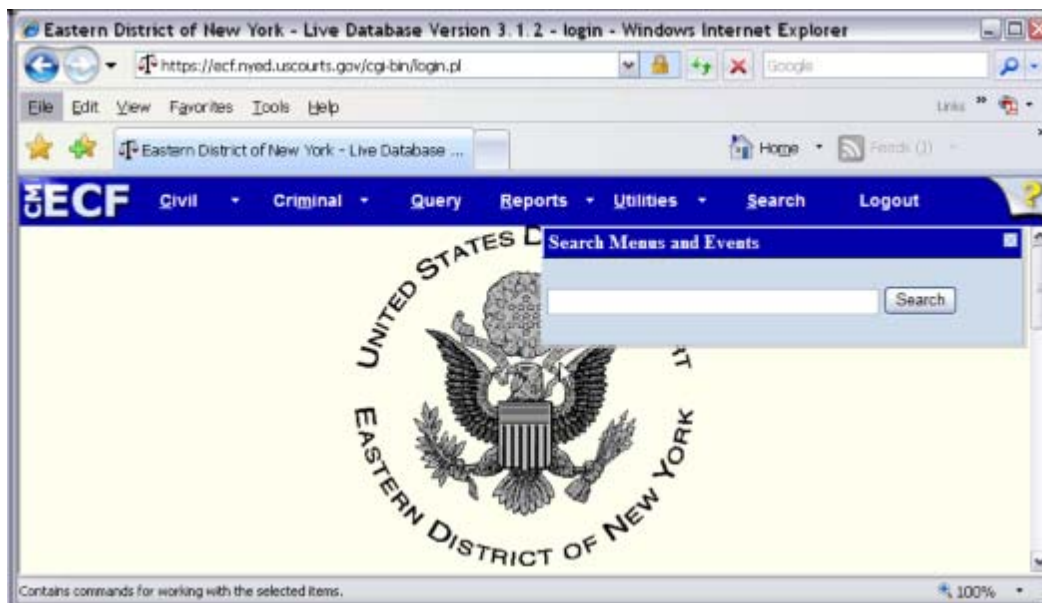 Eastern District of New York - Live Database Version 3.1.2 - login - Windows Internet Explorer
https://ecf.nyed.uscourts.gov/cgi-bin/login.pl
Google
File Edit View Favorites Tools Help
Links »
Eastern District of New York - Live Database ...
Home
Feeds (J)
CM ECF Civil Criminal Query Reports Utilities Search Logout ?
Search Menus and Events
Search
UNITED STATES D
RT
EASTERN DISTRICT OF NEW YORK
Contains commands for working with the selected items.
100%